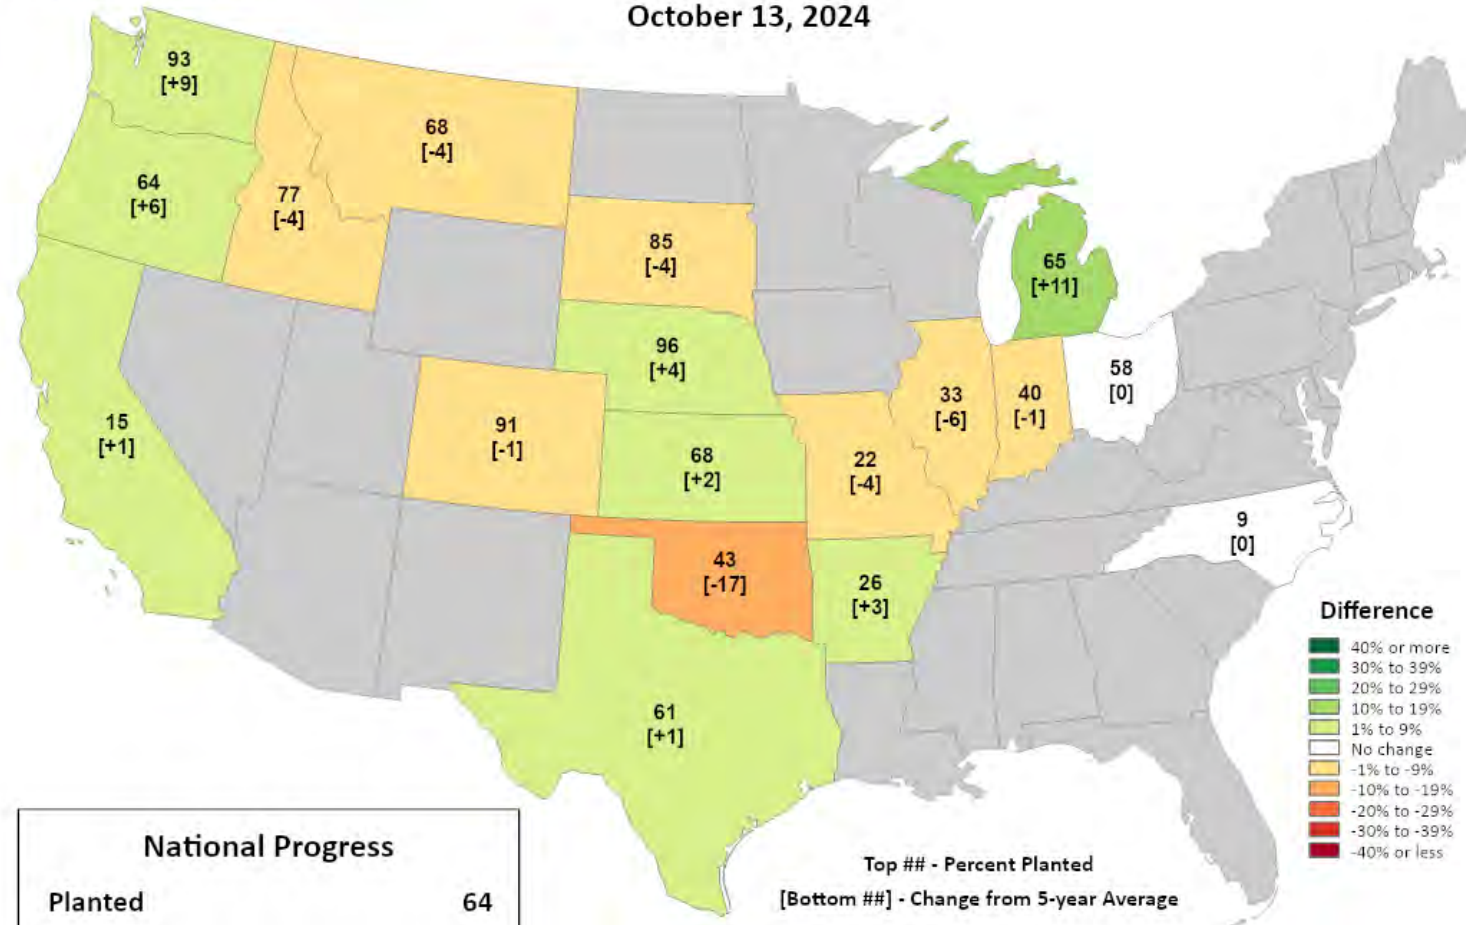 October 13, 2024
93
[+9]
68
[-4]
64
[+6]
77
[-4]
85
[-4]
65
[+11]
96
[+4]
58
[0]
33
[-6]
40
[-1]
15
[+1]
91
[-1]
68
[+2]
22
[-4]
9
[0]
43
[-17]
26
[+3]
61
[+1]
Difference
40% or more
30% to 39%
20% to 29%
10% to 19%
1% to 9%
No change
-1% to -9%
-10% to -19%
-20% to -29%
-30% to -39%
-40% or less
National Progress
Planted 64
Top ## - Percent Planted
[Bottom ##] - Change from 5-year Average